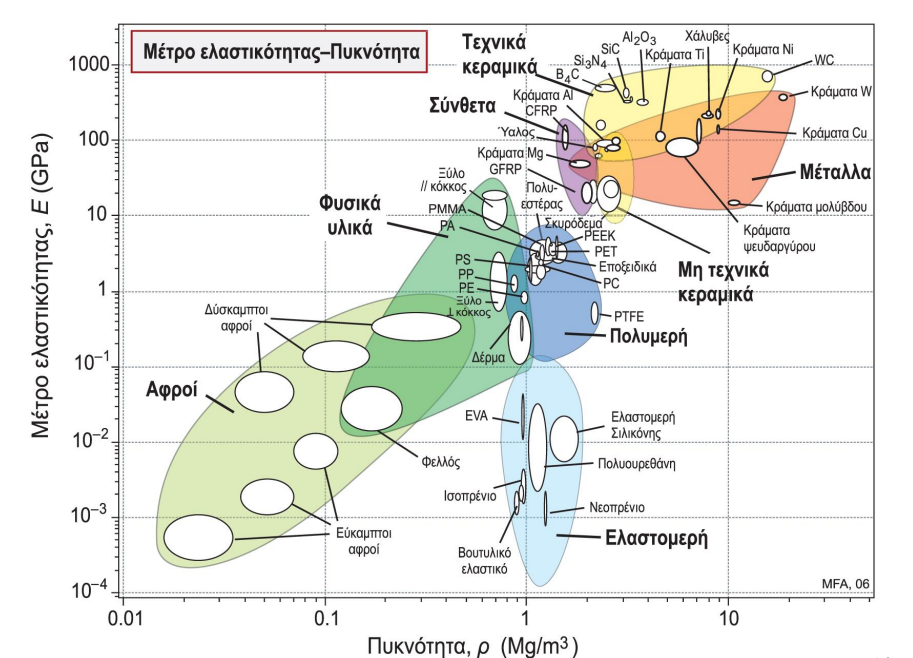 Μέτρο ελαστικότητας–Πυκνότητα
Μέτρο ελαστικότητας, E (GPa)
1000
100
10
1
10⁻¹
10⁻²
10⁻³
10⁻⁴
0.01
0.1
1
10
Πυκνότητα, ρ (Mg/m³)
Τεχνικά
κεραμικά
Al₂O₃
SiC
Si₃N₄
B₄C
Χάλυβες
Κράματα Ti
Κράματα Ni
WC
Κράματα W
Κράματα Cu
Μέταλλα
Κράματα μολύβδου
Κράματα
ψευδαργύρου
Σύνθετα
Κράματα Al
CFRP
Ύαλος
Κράματα Mg
GFRP
Ξύλο
// κόκκος
Πολυ-
εστέρας
Φυσικά
υλικά
PMMA
PA
Σκυρόδεμα
PEEK
PET
Εποξειδικά
PC
Μη τεχνικά
κεραμικά
PS
PP
PE
Ξύλο
⊥κόκκος
PTFE
Πολυμερή
Δέρμα
Δύσκαμπτοι
αφροί
Αφροί
Φελλός
Εύκαμπτοι
αφροί
EVA
Ελαστομερή
Σιλικόνης
Πολυουρεθάνη
Ισοπρένιο
Νεοπρένιο
Βουτυλικό
ελαστικό
Ελαστομερή
MFA, 06